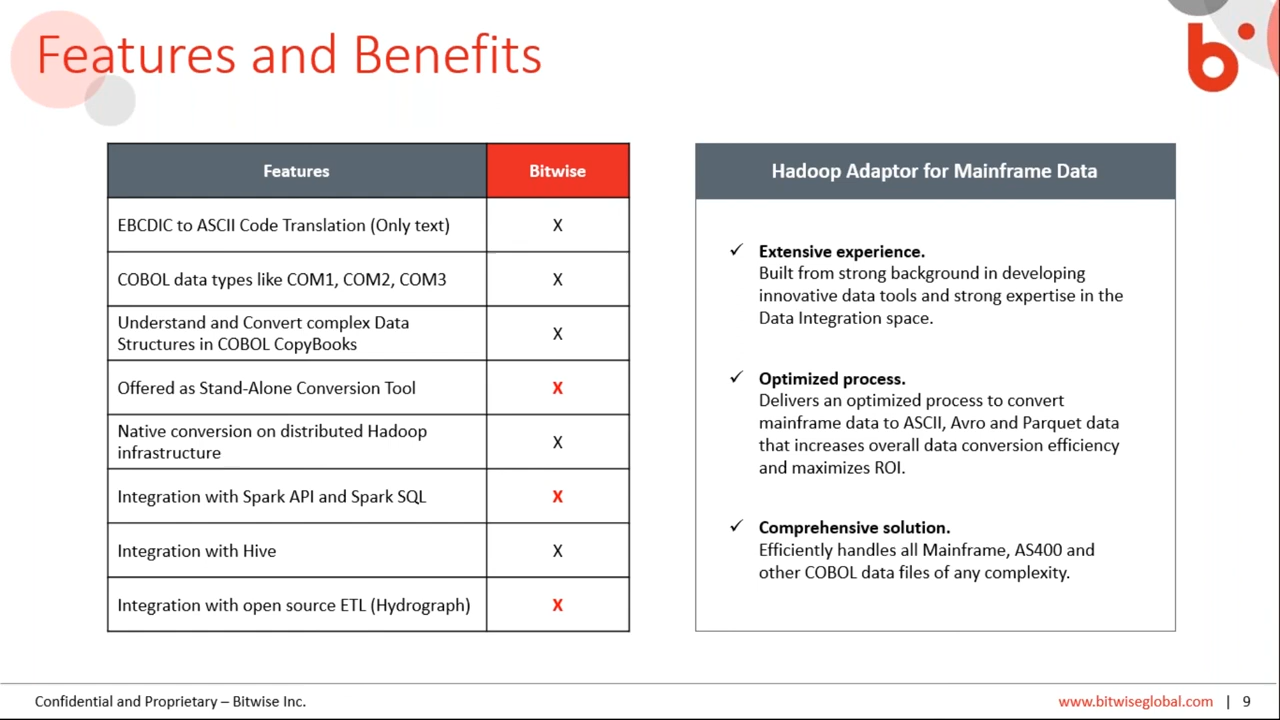 Features and Benefits
Features
Bitwise
EBCDIC to ASCII Code Translation (Only text)
X
COBOL data types like COM1, COM2, COM3
X
Understand and Convert complex Data
Structures in COBOL CopyBooks
X
Offered as Stand-Alone Conversion Tool
X
Native conversion on distributed Hadoop
infrastructure
X
Integration with Spark API and Spark SQL
X
Integration with Hive
X
Integration with open source ETL (Hydrograph)
X
Hadoop Adaptor for Mainframe Data
✓ Extensive experience.
Built from strong background in developing
innovative data tools and strong expertise in the
Data Integration space.
✓ Optimized process.
Delivers an optimized process to convert
mainframe data to ASCII, Avro and Parquet data
that increases overall data conversion efficiency
and maximizes ROI.
✓ Comprehensive solution.
Efficiently handles all Mainframe, AS400 and
other COBOL data files of any complexity.
b
Confidential and Proprietary – Bitwise Inc.
www.bitwiseglobal.com | 9